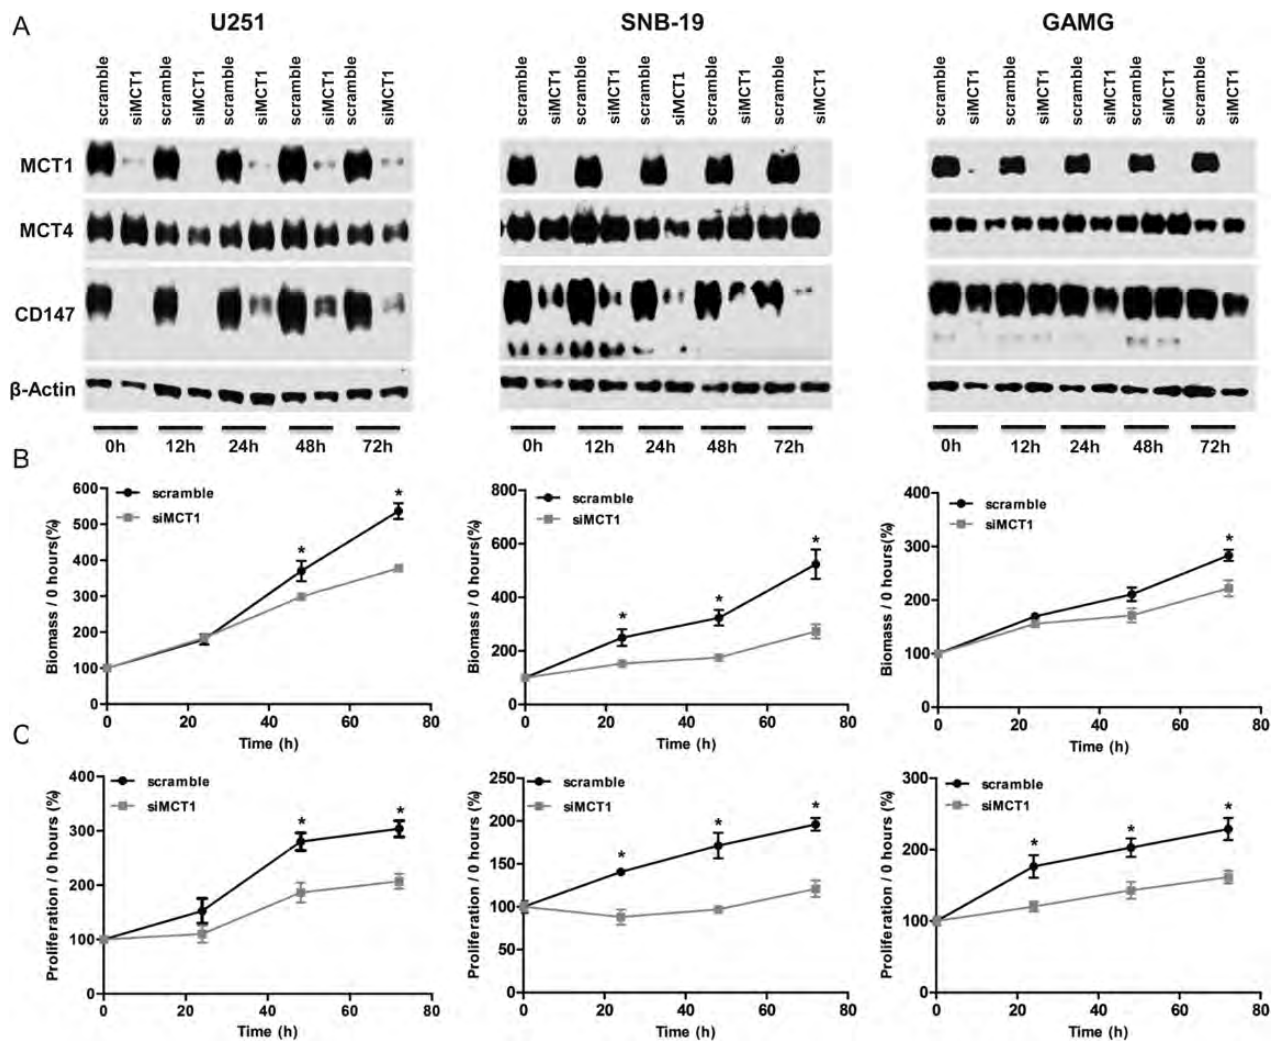 A
U251
SNB-19
GAMG
scramble siMCT1 scramble siMCT1 scramble siMCT1 scramble siMCT1 scramble siMCT1
scramble siMCT1 scramble siMCT1 scramble siMCT1 scramble siMCT1 scramble siMCT1
scramble siMCT1 scramble siMCT1 scramble siMCT1 scramble siMCT1 scramble siMCT1
MCT1
MCT4
CD147
β-Actin
0h 12h 24h 48h 72h
0h 12h 24h 48h 72h
0h 12h 24h 48h 72h
B
Biomass / 0 hours(%)
600
500
400
300
200
100
0
scramble
siMCT1
*
*
0 20 40 60 80
Time (h)
Biomass / 0 hours(%)
800
600
400
200
0
scramble
siMCT1
*
*
*
0 20 40 60 80
Time (h)
Biomass / 0 hours(%)
400
300
200
100
0
scramble
siMCT1
*
0 20 40 60 80
Time (h)
C
Proliferation / 0 hours (%)
400
300
200
100
0
scramble
siMCT1
*
*
0 20 40 60 80
Time (h)
Proliferation / 0 hours (%)
250
200
150
100
50
0
scramble
siMCT1
*
*
*
0 20 40 60 80
Time (h)
Proliferation / 0 hours (%)
300
200
100
0
scramble
siMCT1
*
*
*
0 20 40 60 80
Time (h)